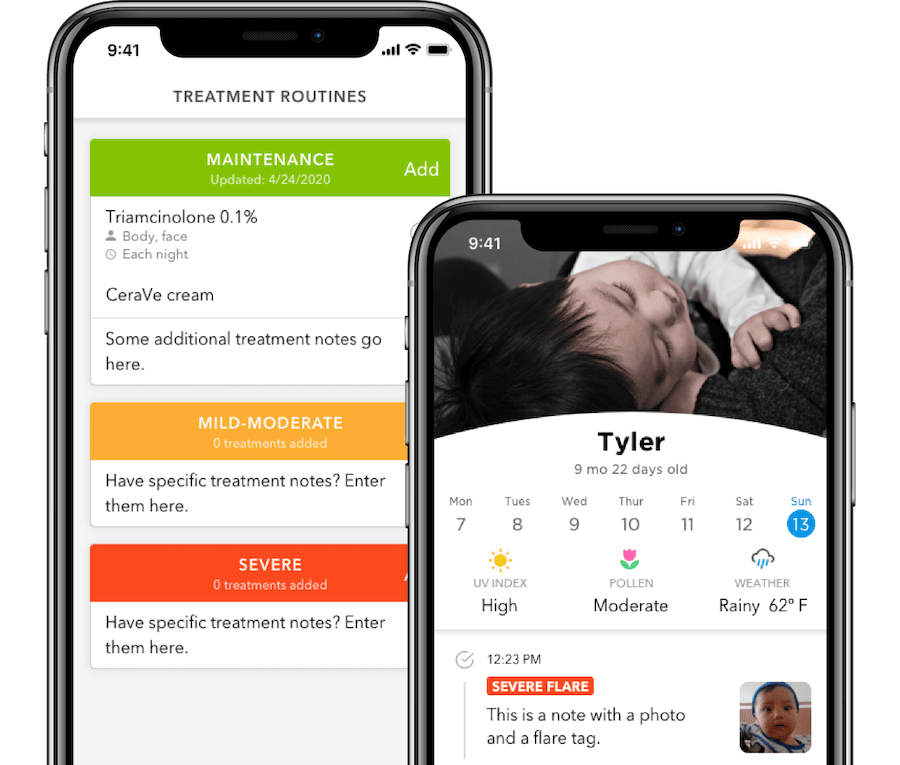 9:41
TREATMENT ROUTINES
MAINTENANCE
Updated: 4/24/2020
Add
Triamcinolone 0.1%
Body, face
Each night
CeraVe cream
Some additional treatment notes go
here.
MILD-MODERATE
0 treatments added
Have specific treatment notes? Enter
them here.
SEVERE
0 treatments added
Have specific treatment notes? Enter
them here.
9:41
Tyler
9 mo 22 days old
Mon Tues Wed Thur Fri Sat Sun
7 8 9 10 11 12 13
UV INDEX POLLEN WEATHER
High Moderate Rainy 62° F
12:23 PM
SEVERE FLARE
This is a note with a photo
and a flare tag.